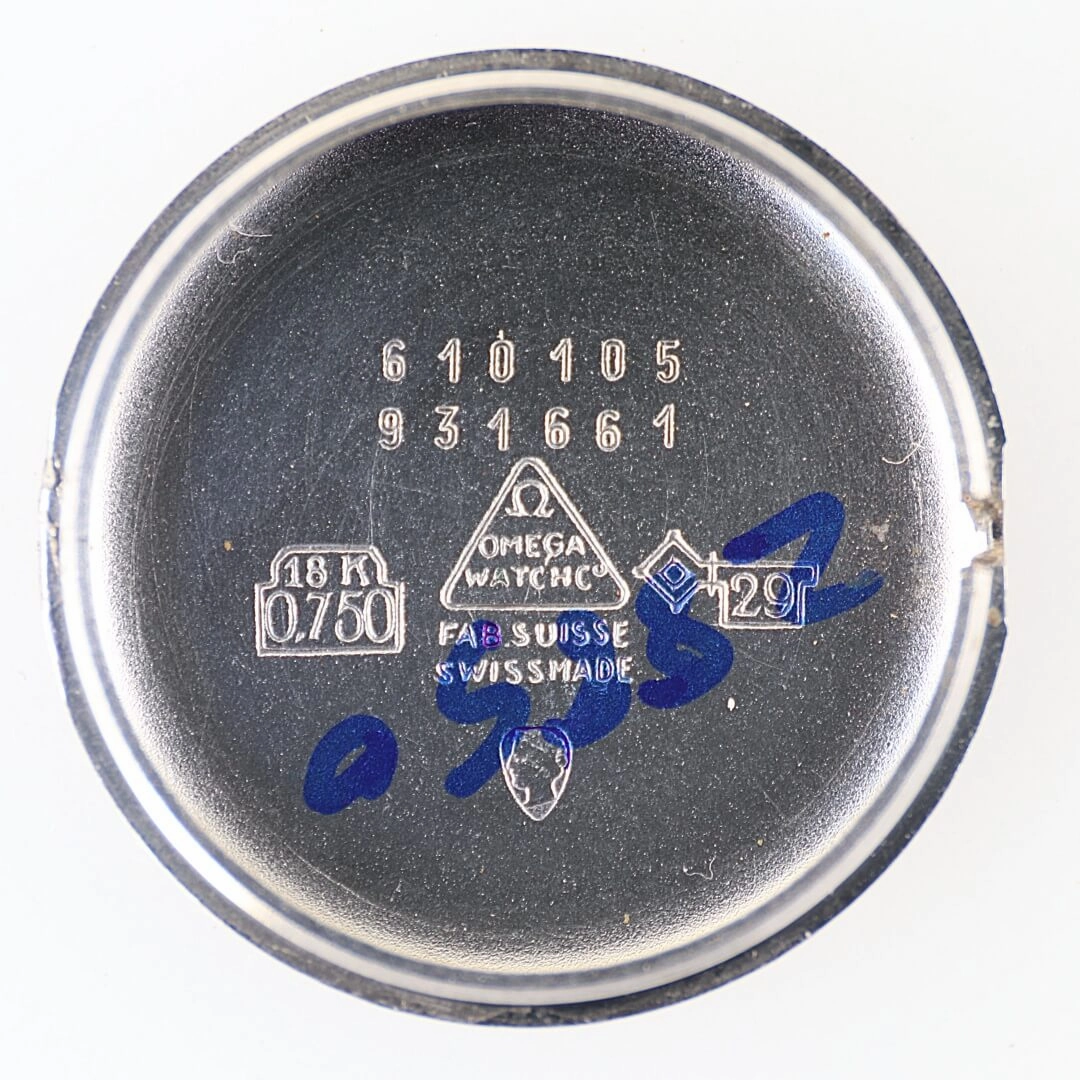 610105
931661
Ω
OMEGA
WATCH Cº
18 K
0,750
29
FAB. SUISSE
SWISS MADE